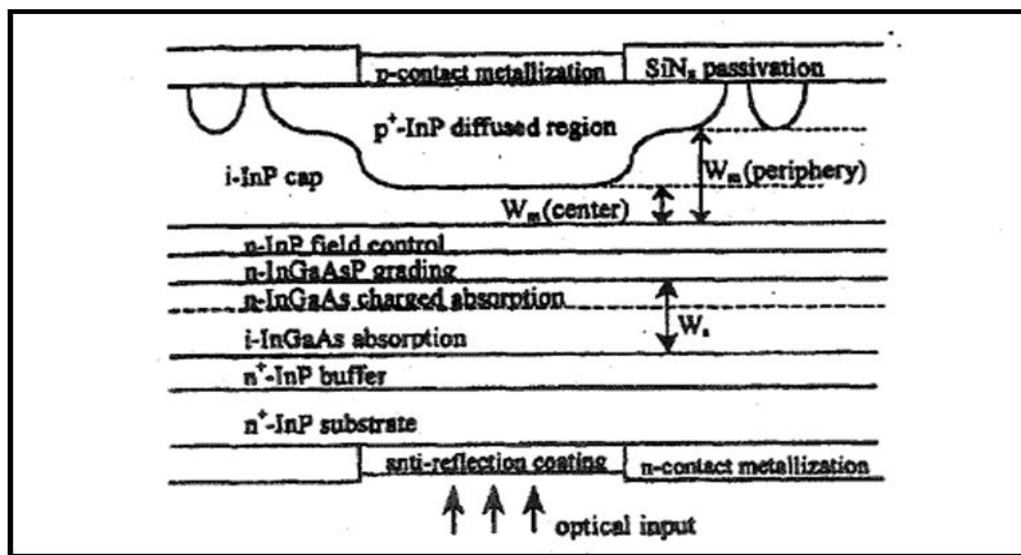 p-contact metallization
SiNₓ passivation
p⁺-InP diffused region
i-InP cap
Wₘ(periphery)
Wₘ(center)
n-InP field control
n-InGaAsP grading
n-InGaAs charged absorption
Wₐ
i-InGaAs absorption
n⁺-InP buffer
n⁺-InP substrate
anti-reflection coating
n-contact metallization
optical input